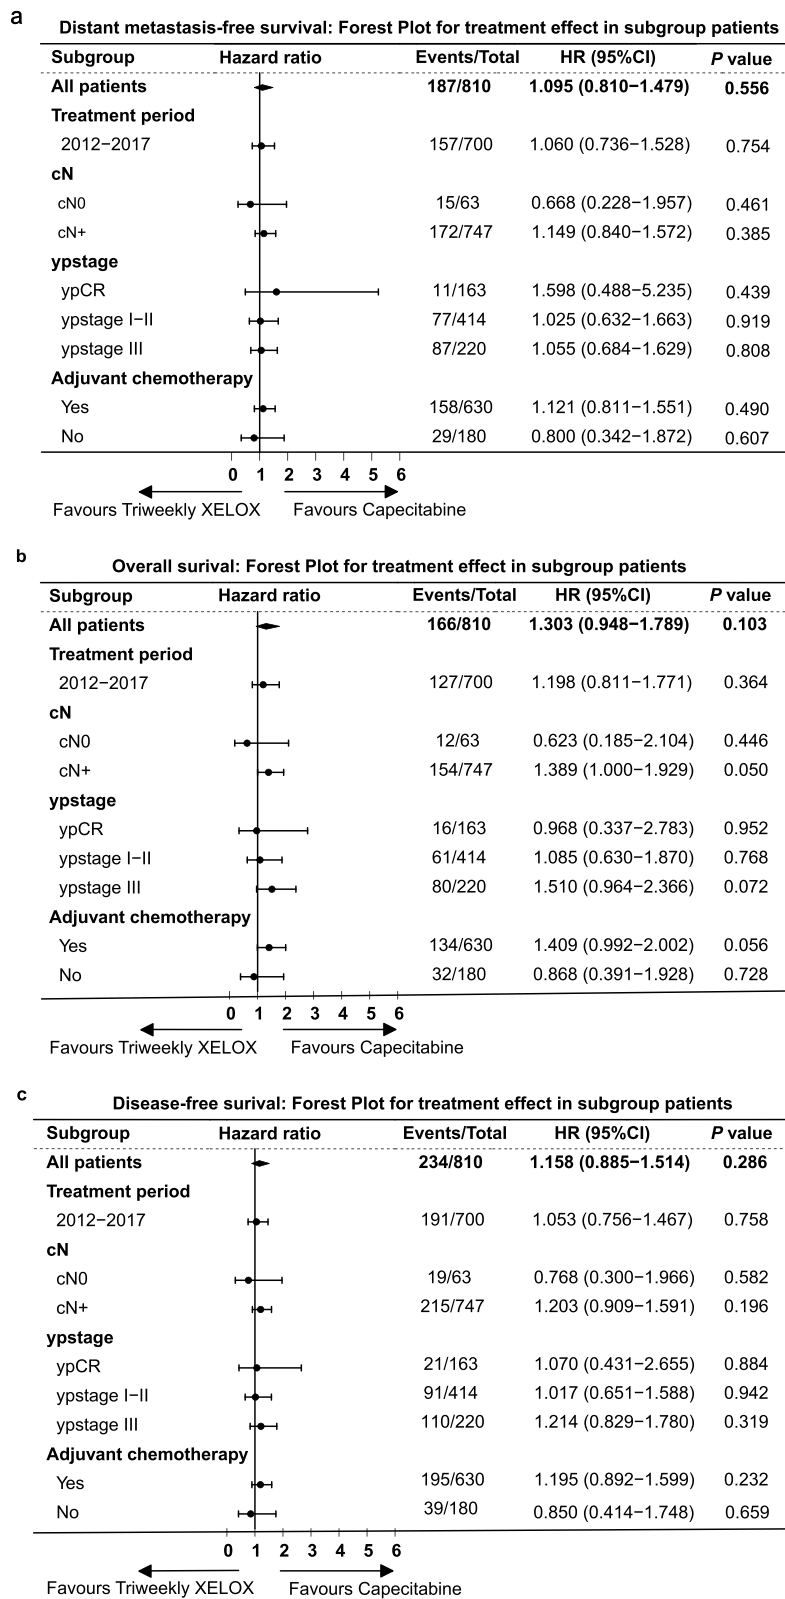 a
Distant metastasis-free survival: Forest Plot for treatment effect in subgroup patients
Subgroup Hazard ratio Events/Total HR (95%CI) P value
All patients 187/810 1.095 (0.810−1.479) 0.556
Treatment period
2012−2017 157/700 1.060 (0.736−1.528) 0.754
cN
cN0 15/63 0.668 (0.228−1.957) 0.461
cN+ 172/747 1.149 (0.840−1.572) 0.385
ypstage
ypCR 11/163 1.598 (0.488−5.235) 0.439
ypstage I−II 77/414 1.025 (0.632−1.663) 0.919
ypstage III 87/220 1.055 (0.684−1.629) 0.808
Adjuvant chemotherapy
Yes 158/630 1.121 (0.811−1.551) 0.490
No 29/180 0.800 (0.342−1.872) 0.607
0 1 2 3 4 5 6
Favours Triweekly XELOX Favours Capecitabine
b
Overall surival: Forest Plot for treatment effect in subgroup patients
Subgroup Hazard ratio Events/Total HR (95%CI) P value
All patients 166/810 1.303 (0.948−1.789) 0.103
Treatment period
2012−2017 127/700 1.198 (0.811−1.771) 0.364
cN
cN0 12/63 0.623 (0.185−2.104) 0.446
cN+ 154/747 1.389 (1.000−1.929) 0.050
ypstage
ypCR 16/163 0.968 (0.337−2.783) 0.952
ypstage I−II 61/414 1.085 (0.630−1.870) 0.768
ypstage III 80/220 1.510 (0.964−2.366) 0.072
Adjuvant chemotherapy
Yes 134/630 1.409 (0.992−2.002) 0.056
No 32/180 0.868 (0.391−1.928) 0.728
0 1 2 3 4 5 6
Favours Triweekly XELOX Favours Capecitabine
c
Disease-free surival: Forest Plot for treatment effect in subgroup patients
Subgroup Hazard ratio Events/Total HR (95%CI) P value
All patients 234/810 1.158 (0.885−1.514) 0.286
Treatment period
2012−2017 191/700 1.053 (0.756−1.467) 0.758
cN
cN0 19/63 0.768 (0.300−1.966) 0.582
cN+ 215/747 1.203 (0.909−1.591) 0.196
ypstage
ypCR 21/163 1.070 (0.431−2.655) 0.884
ypstage I−II 91/414 1.017 (0.651−1.588) 0.942
ypstage III 110/220 1.214 (0.829−1.780) 0.319
Adjuvant chemotherapy
Yes 195/630 1.195 (0.892−1.599) 0.232
No 39/180 0.850 (0.414−1.748) 0.659
0 1 2 3 4 5 6
Favours Triweekly XELOX Favours Capecitabine